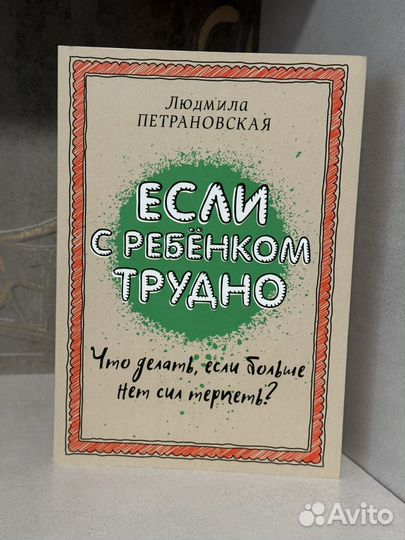 Людмила
ПЕТРАНОВСКАЯ
ЕСЛИ
С РЕБЁНКОМ
ТРУДНО
Что делать, если больше
нет сил терпеть?
Avito